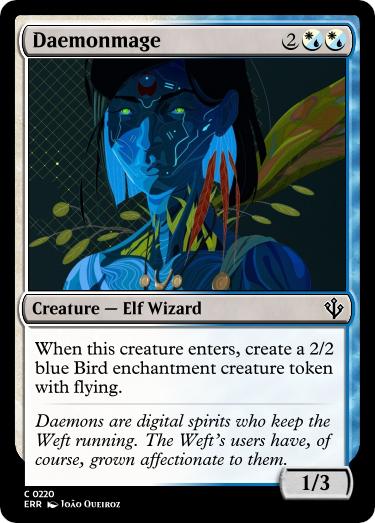 Daemonmage 2
Creature — Elf Wizard
When this creature enters, create a 2/2
blue Bird enchantment creature token
with flying.
Daemons are digital spirits who keep the
Weft running. The Weft's users have, of
course, grown affectionate to them.
1/3
C 0220
ERR João Queiroz